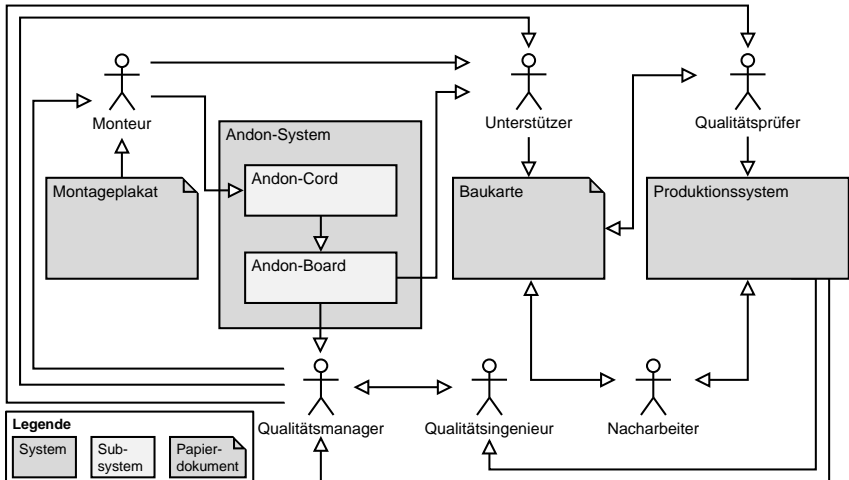 Monteur
Unterstützer
Qualitätsprüfer
Andon-System
Andon-Cord
Andon-Board
Montageplakat
Baukarte
Produktionssystem
Qualitätsmanager
Qualitätsingenieur
Nacharbeiter
Legende
System
Sub-
system
Papier-
dokument